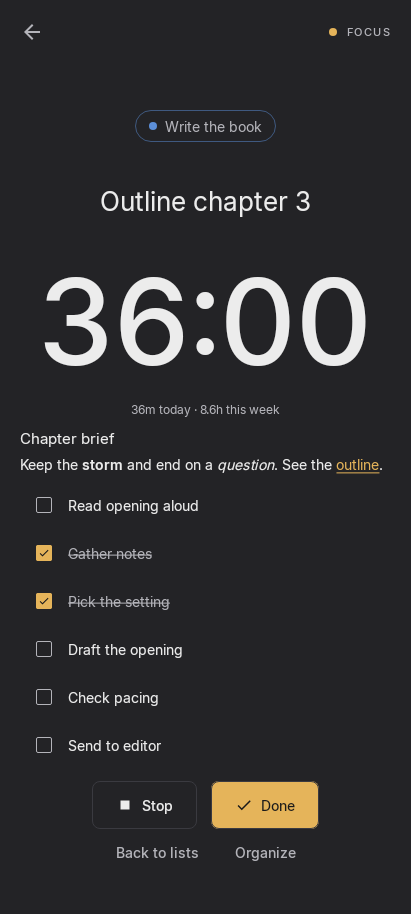 FOCUS
Write the book
Outline chapter 3
36:00
36m today · 8.6h this week
Chapter brief
Keep the storm and end on a question. See the outline.
Read opening aloud
Gather notes
Pick the setting
Draft the opening
Check pacing
Send to editor
Stop
Done
Back to lists
Organize